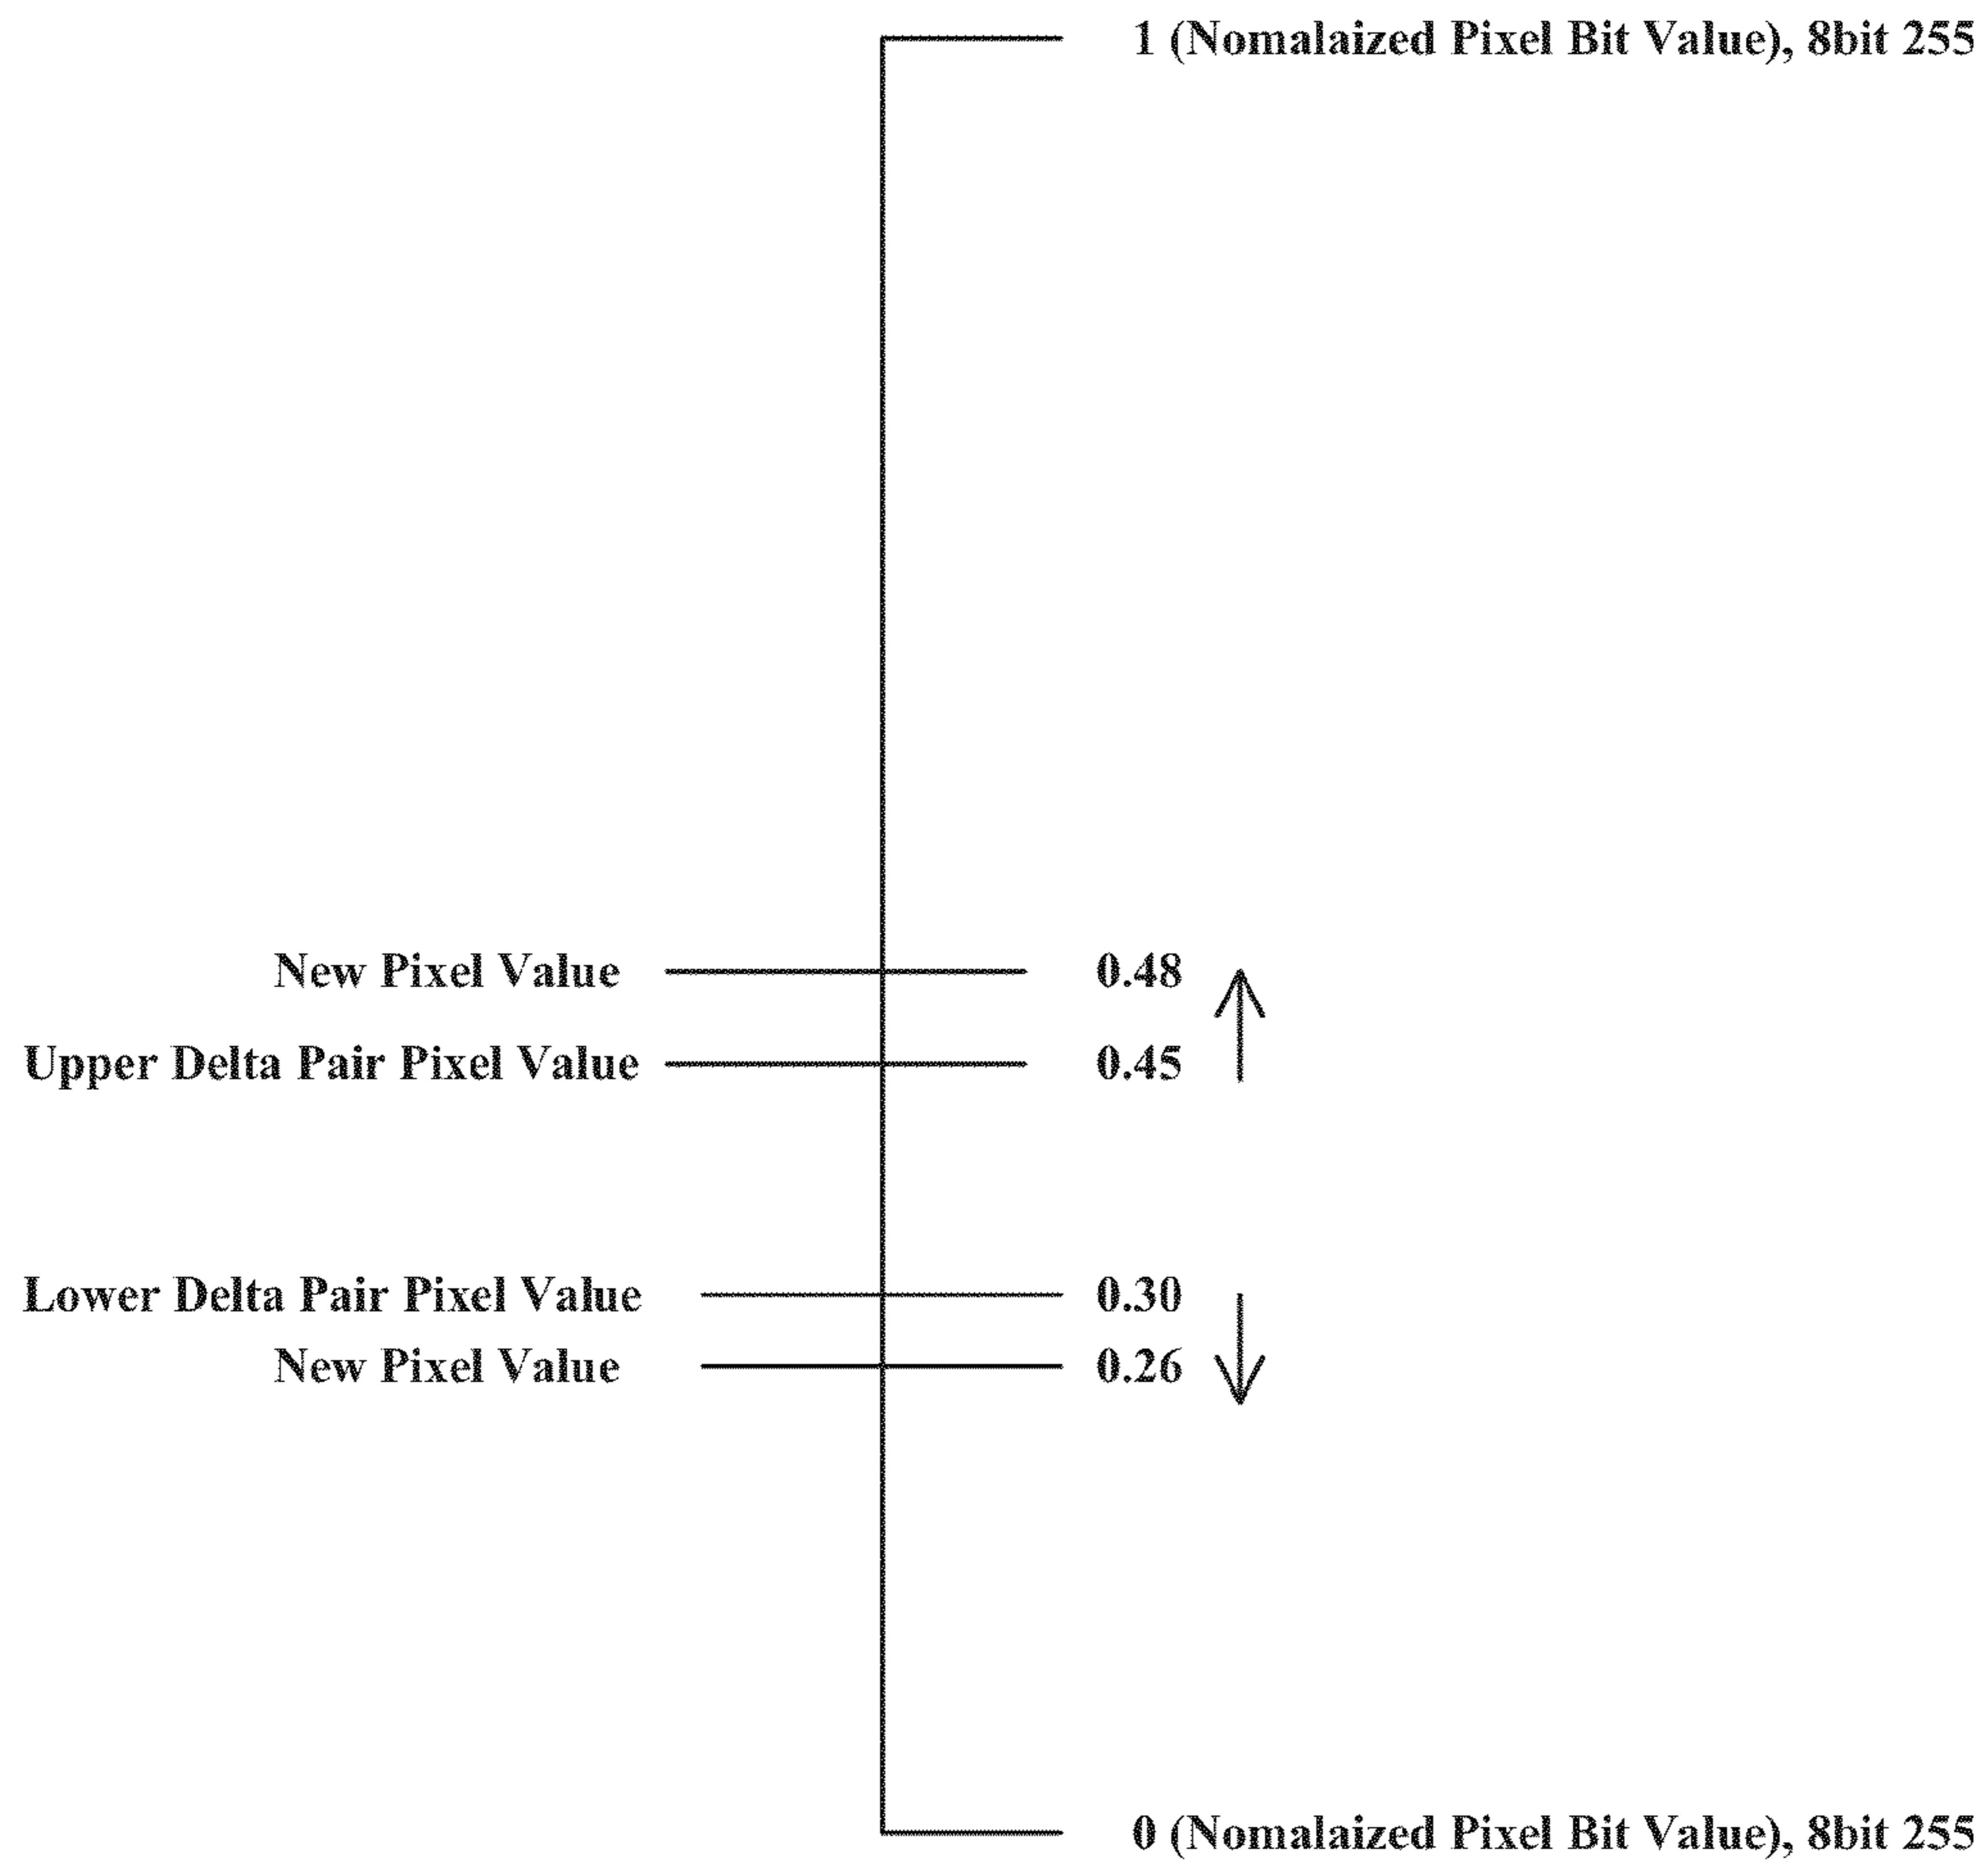 1 (Nomalaized Pixel Bit Value), 8bit 255
New Pixel Value 0.48
Upper Delta Pair Pixel Value 0.45
Lower Delta Pair Pixel Value 0.30
New Pixel Value 0.26
0 (Nomalaized Pixel Bit Value), 8bit 255